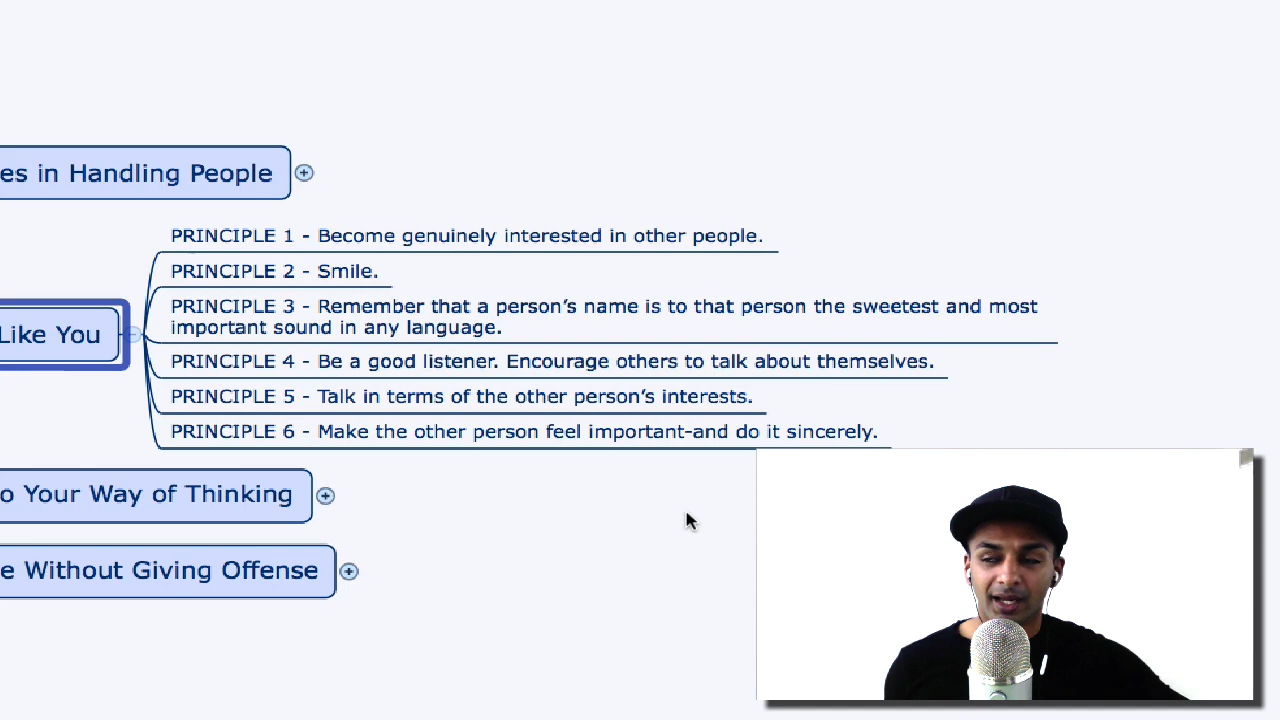 es in Handling People
PRINCIPLE 1 - Become genuinely interested in other people.
PRINCIPLE 2 - Smile.
PRINCIPLE 3 - Remember that a person’s name is to that person the sweetest and most
important sound in any language.
Like You
PRINCIPLE 4 - Be a good listener. Encourage others to talk about themselves.
PRINCIPLE 5 - Talk in terms of the other person’s interests.
PRINCIPLE 6 - Make the other person feel important-and do it sincerely.
o Your Way of Thinking
e Without Giving Offense